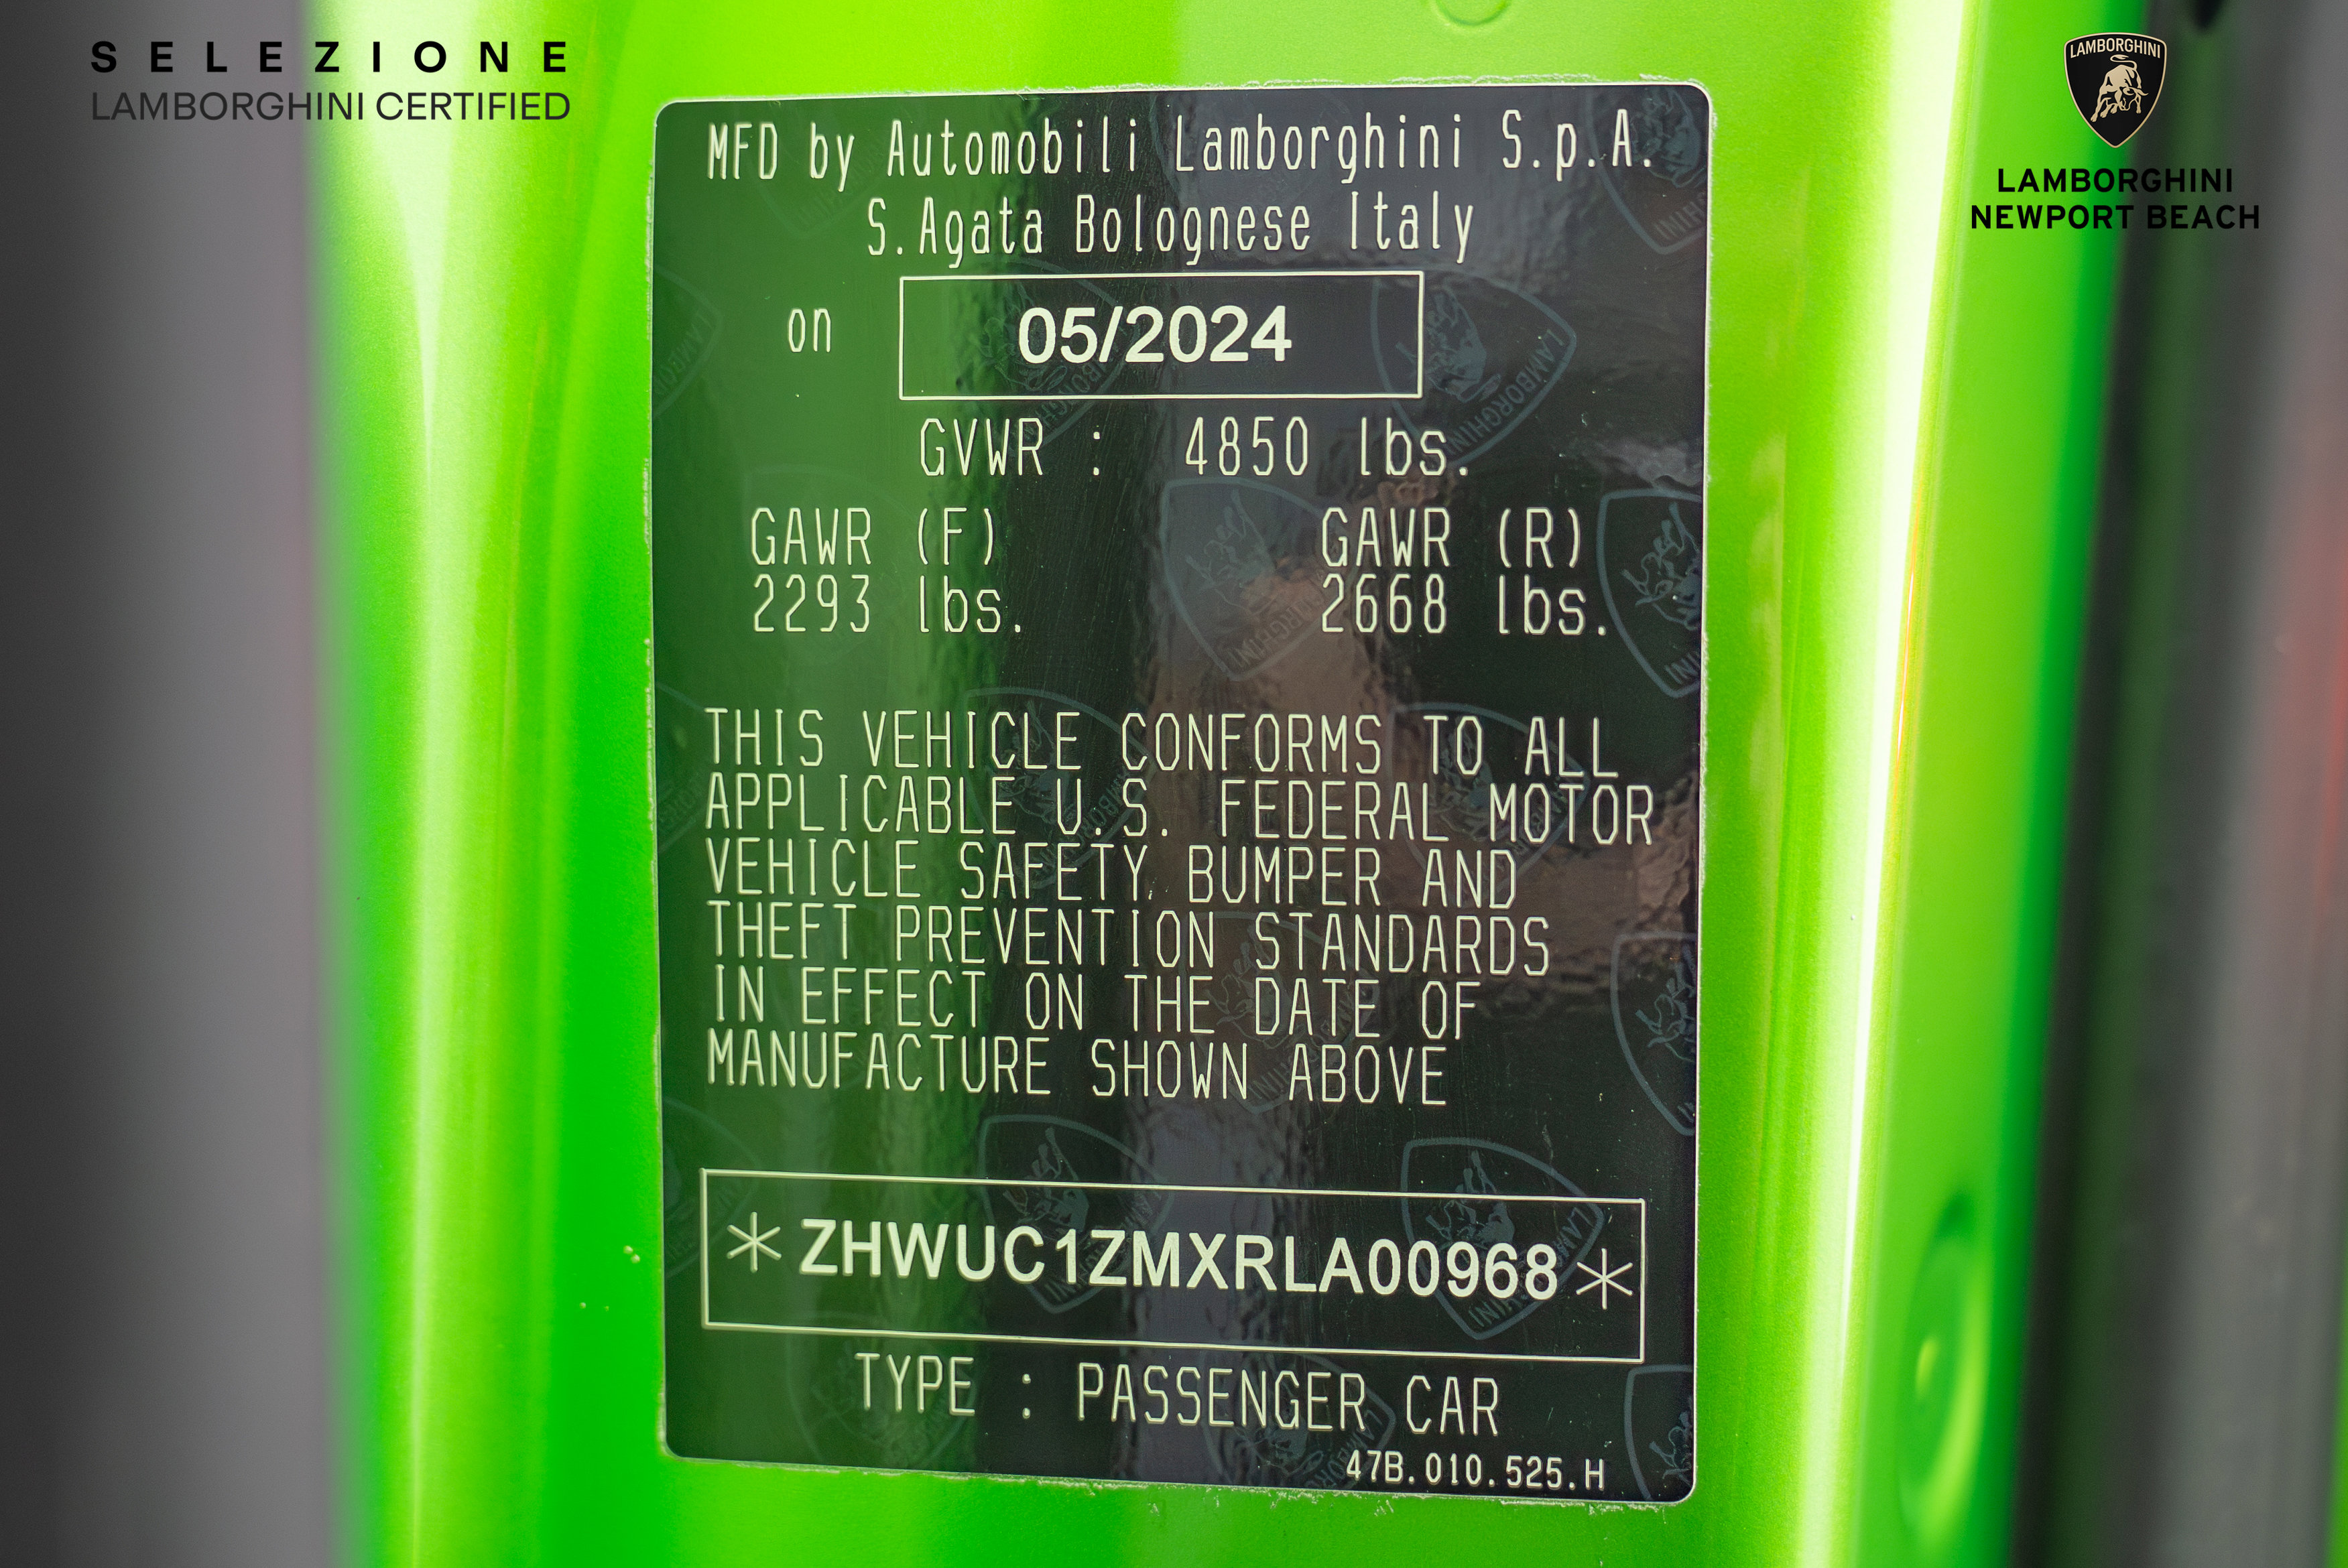 SELEZIONE
LAMBORGHINI CERTIFIED
LAMBORGHINI
LAMBORGHINI
NEWPORT BEACH
MFD by Automobili Lamborghini S.p.A.
S.Agata Bolognese Italy
on 05/2024
GVWR : 4850 lbs.
GAWR (F) GAWR (R)
2293 lbs. 2668 lbs.
THIS VEHICLE CONFORMS TO ALL
APPLICABLE U.S. FEDERAL MOTOR
VEHICLE SAFETY, BUMPER AND
THEFT PREVENTION STANDARDS
IN EFFECT ON THE DATE OF
MANUFACTURE SHOWN ABOVE
* ZHWUC1ZMXRLA00968 *
TYPE : PASSENGER CAR
47B.010.525.H